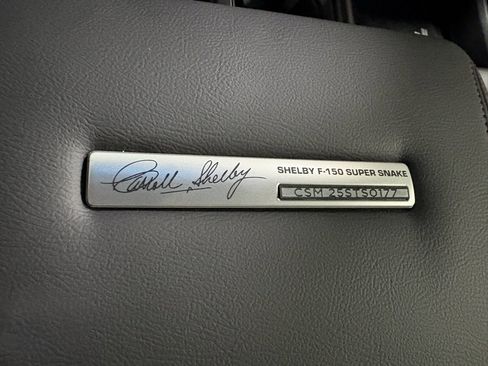 Carroll Shelby
SHELBY F-150 SUPER SNAKE
CSM 25STS0177